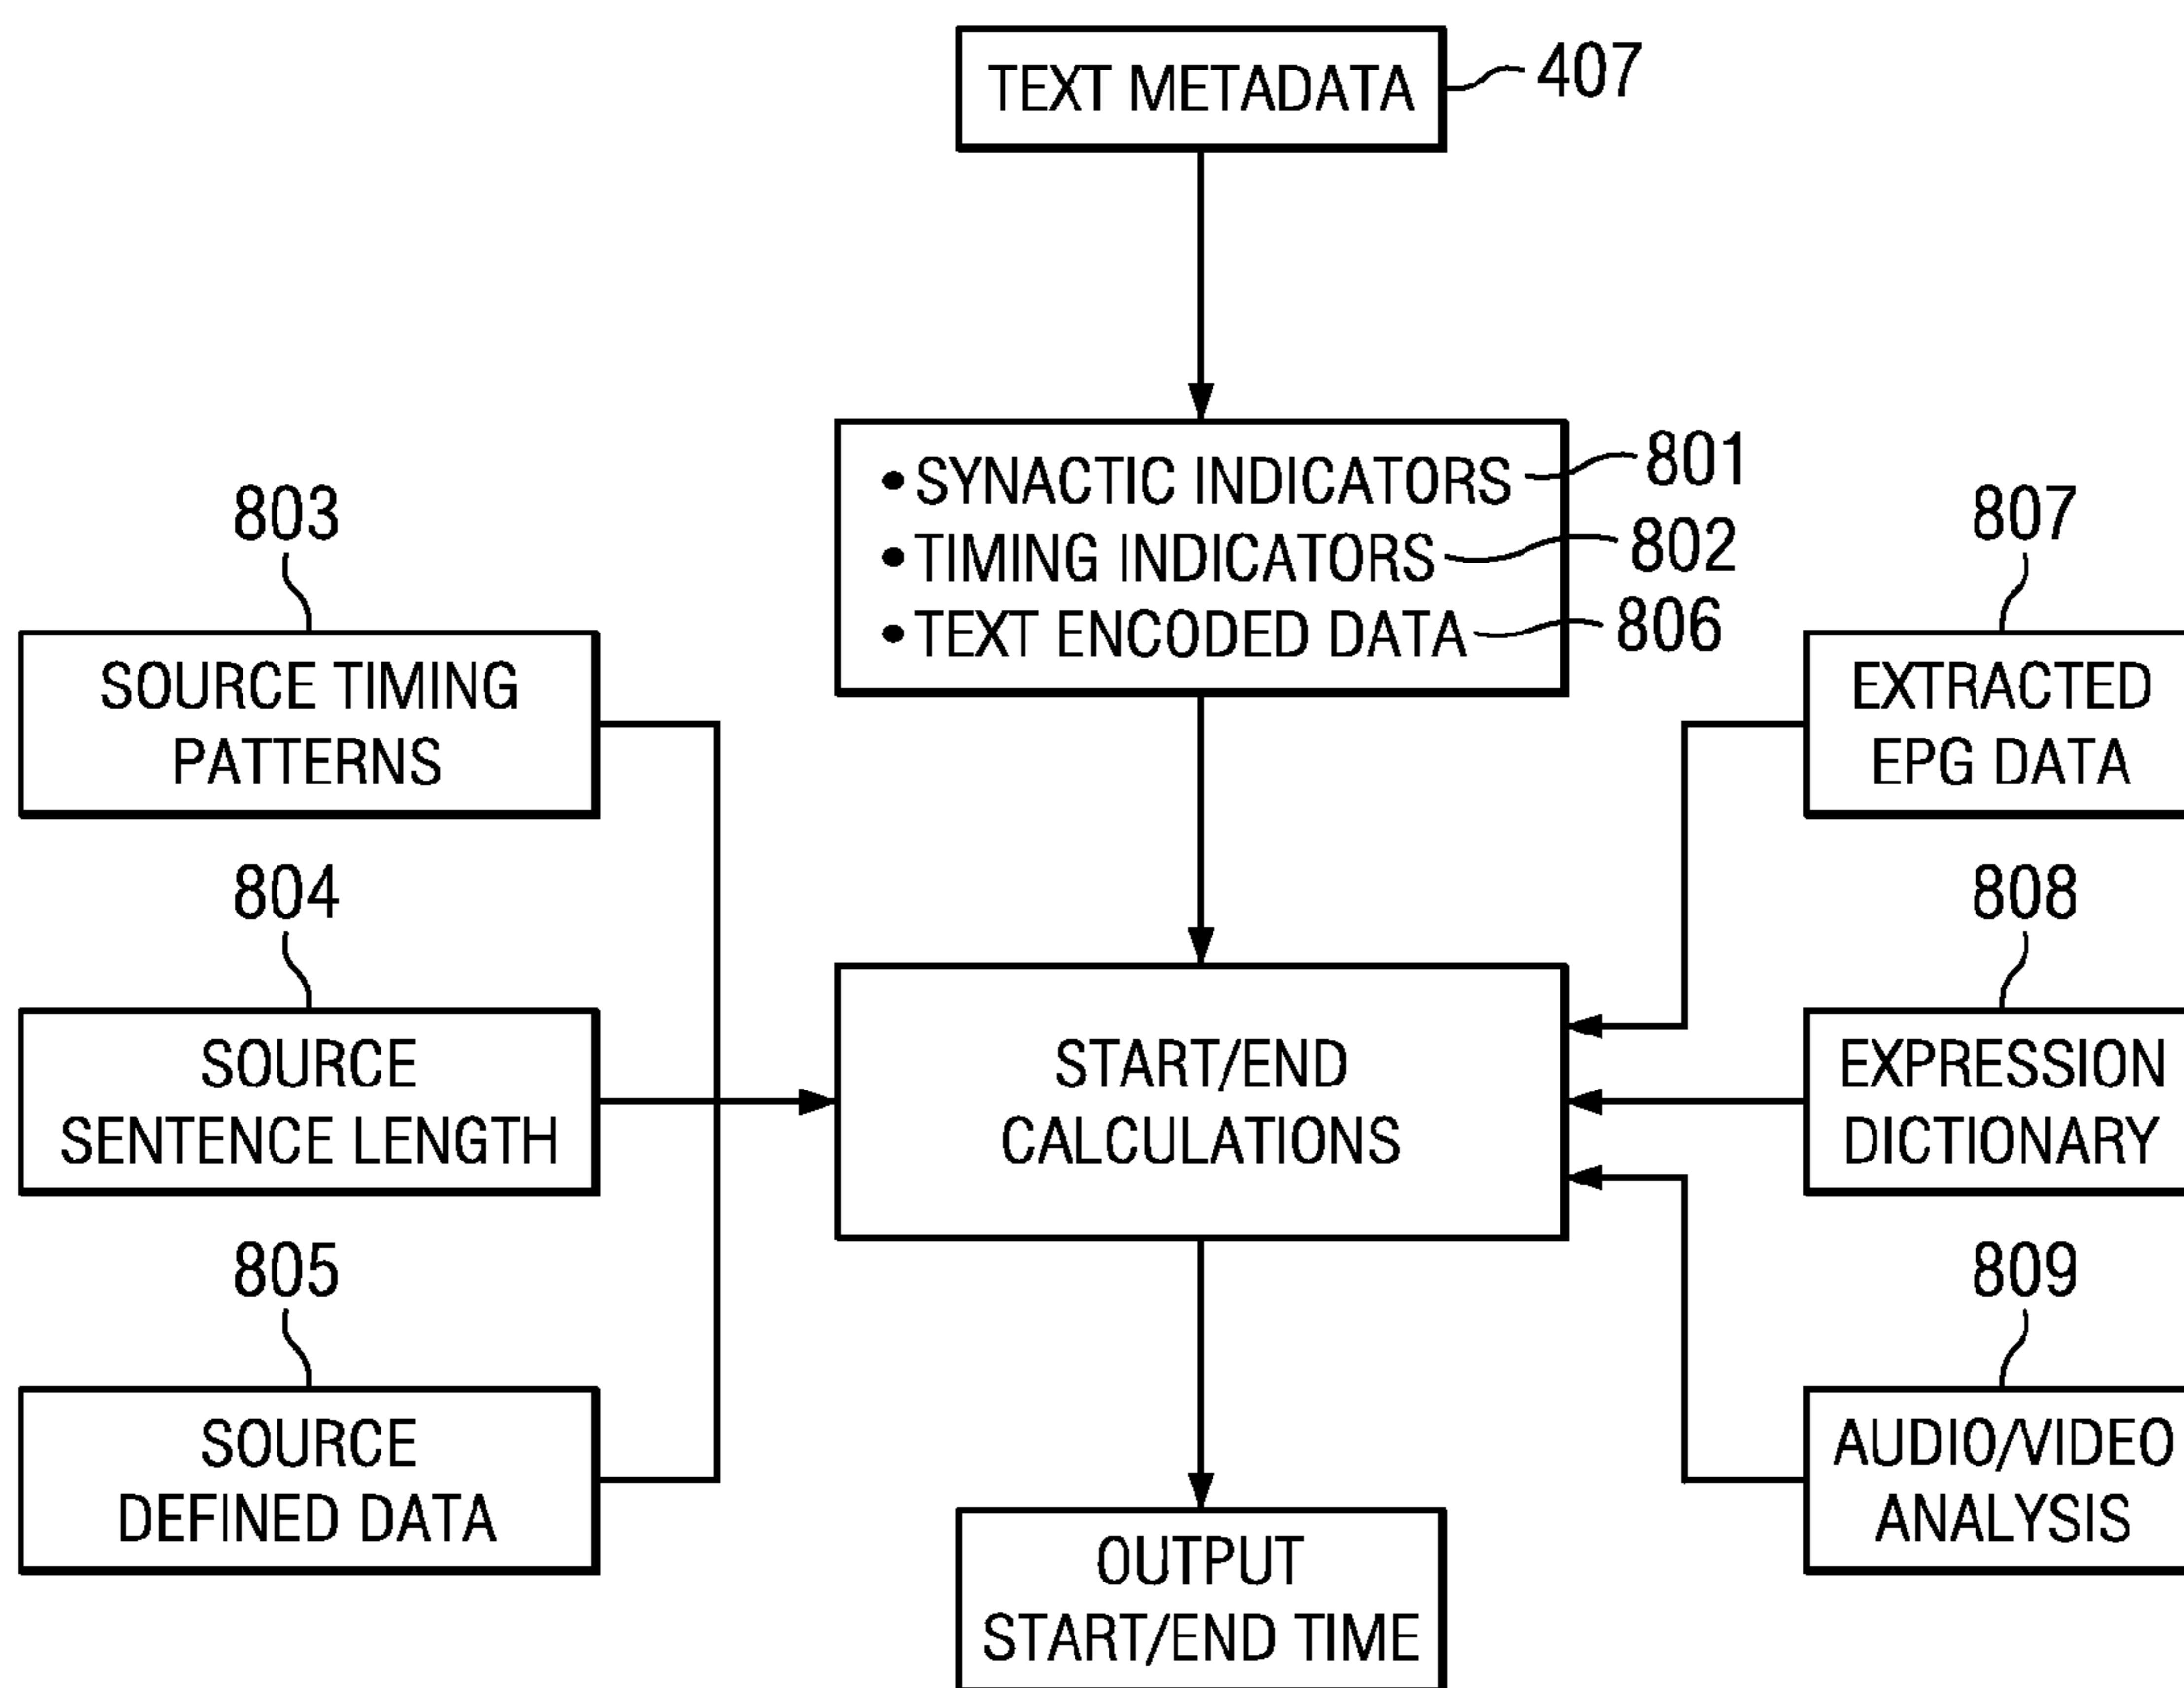 TEXT METADATA
407
• SYNACTIC INDICATORS
801
• TIMING INDICATORS
802
• TEXT ENCODED DATA
806
803
SOURCE TIMING
PATTERNS
804
SOURCE
SENTENCE LENGTH
805
SOURCE
DEFINED DATA
START/END
CALCULATIONS
807
EXTRACTED
EPG DATA
808
EXPRESSION
DICTIONARY
809
AUDIO/VIDEO
ANALYSIS
OUTPUT
START/END TIME